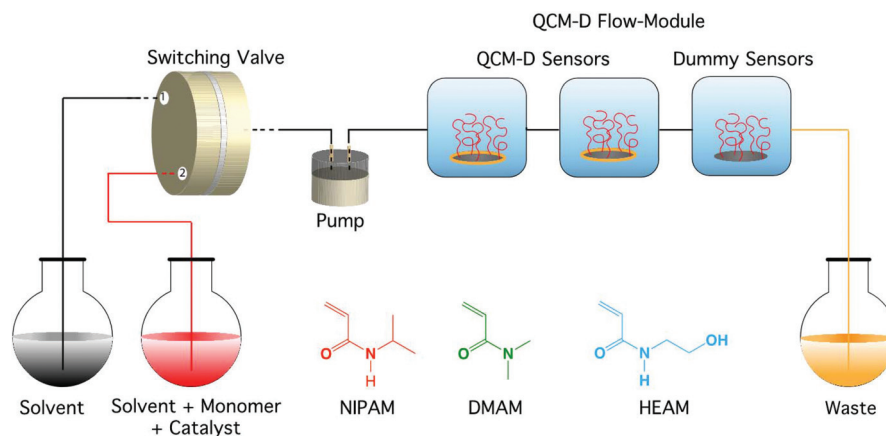 QCM-D Flow-Module
Switching Valve
QCM-D Sensors
Dummy Sensors
1
2
Pump
O
N
H
O
N
O
N
H
OH
Solvent
Solvent + Monomer
+ Catalyst
NIPAM
DMAM
HEAM
Waste